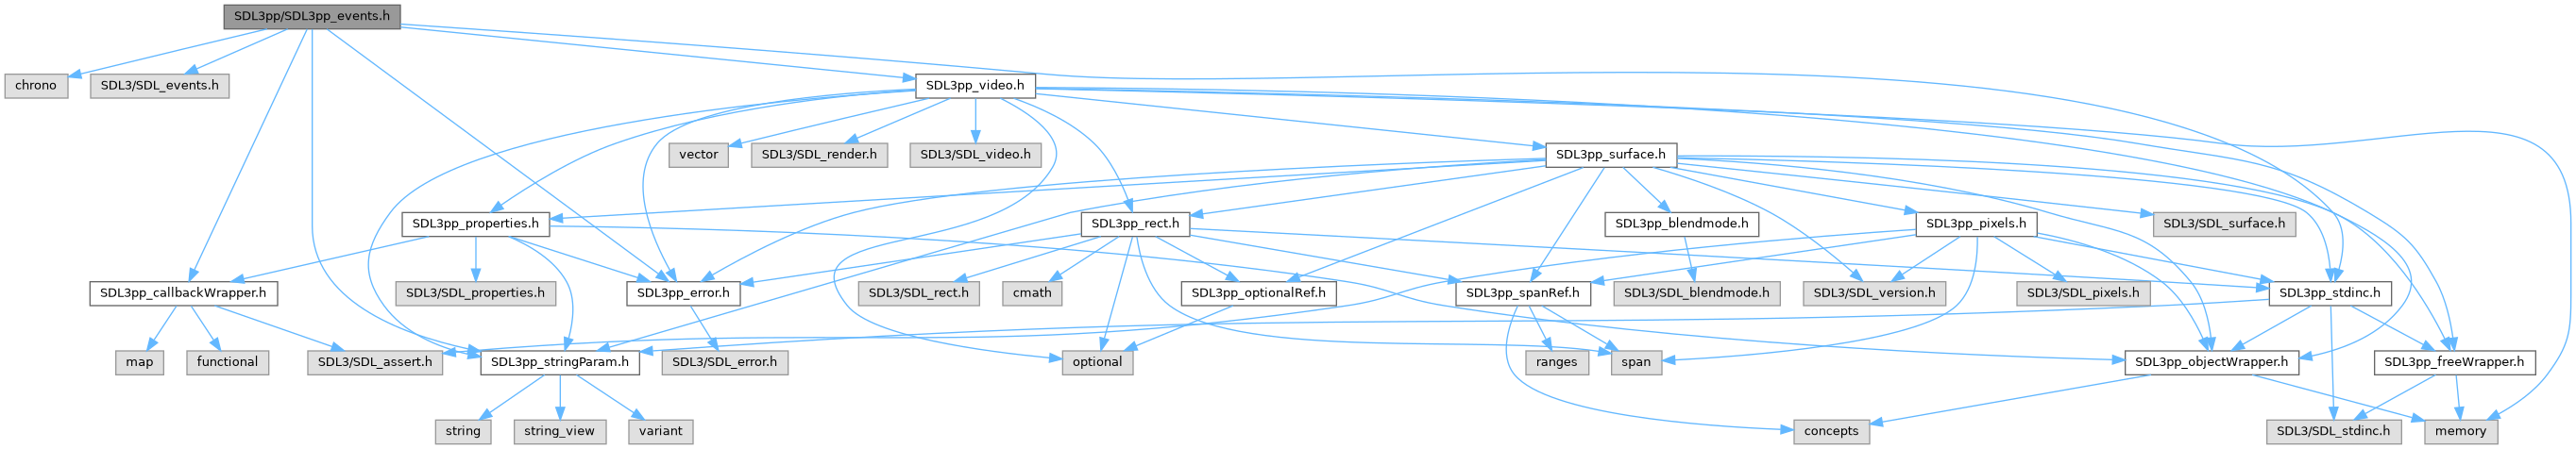 SDL3pp/SDL3pp_events.h
chrono
SDL3/SDL_events.h
SDL3pp_video.h
vector
SDL3/SDL_render.h
SDL3/SDL_video.h
SDL3pp_surface.h
SDL3pp_properties.h
SDL3pp_rect.h
SDL3pp_blendmode.h
SDL3pp_pixels.h
SDL3/SDL_surface.h
SDL3pp_callbackWrapper.h
SDL3/SDL_properties.h
SDL3pp_error.h
SDL3/SDL_rect.h
cmath
SDL3pp_optionalRef.h
SDL3pp_spanRef.h
SDL3/SDL_blendmode.h
SDL3/SDL_version.h
SDL3/SDL_pixels.h
SDL3pp_stdinc.h
map
functional
SDL3/SDL_assert.h
SDL3pp_stringParam.h
SDL3/SDL_error.h
optional
ranges
span
SDL3pp_objectWrapper.h
SDL3pp_freeWrapper.h
string
string_view
variant
concepts
SDL3/SDL_stdinc.h
memory